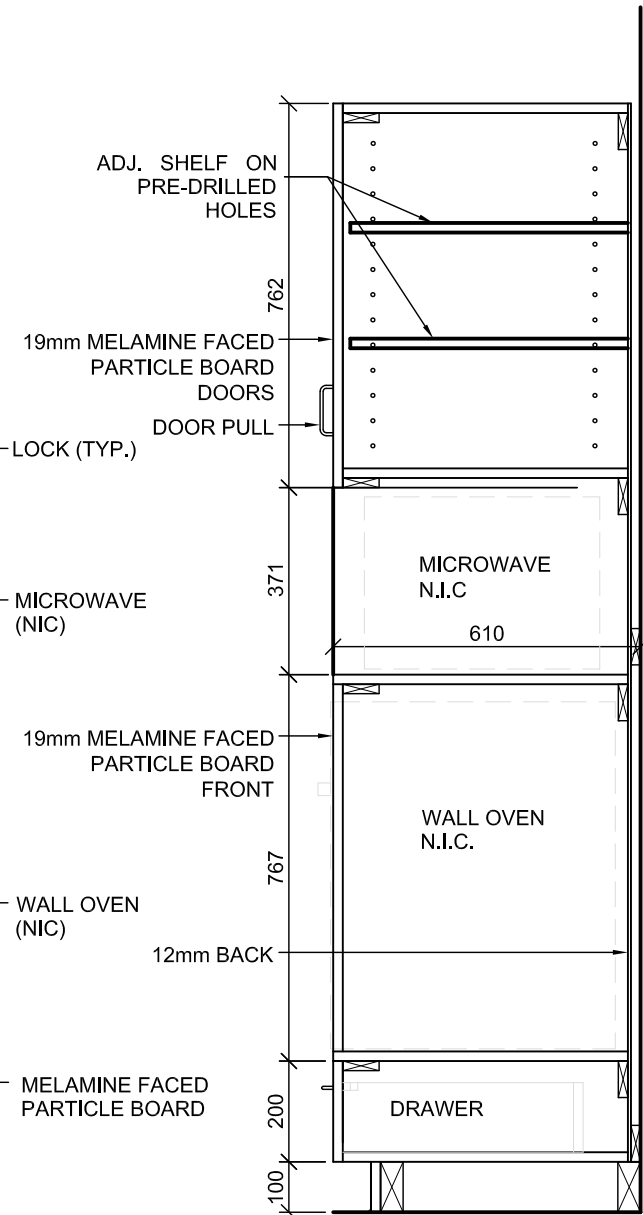 ADJ. SHELF ON
PRE-DRILLED
HOLES
762
19mm MELAMINE FACED
PARTICLE BOARD
DOORS
DOOR PULL
LOCK (TYP.)
371
MICROWAVE
N.I.C
MICROWAVE
(NIC)
610
19mm MELAMINE FACED
PARTICLE BOARD
FRONT
WALL OVEN
N.I.C.
767
WALL OVEN
(NIC)
12mm BACK
MELAMINE FACED
PARTICLE BOARD
200
DRAWER
100